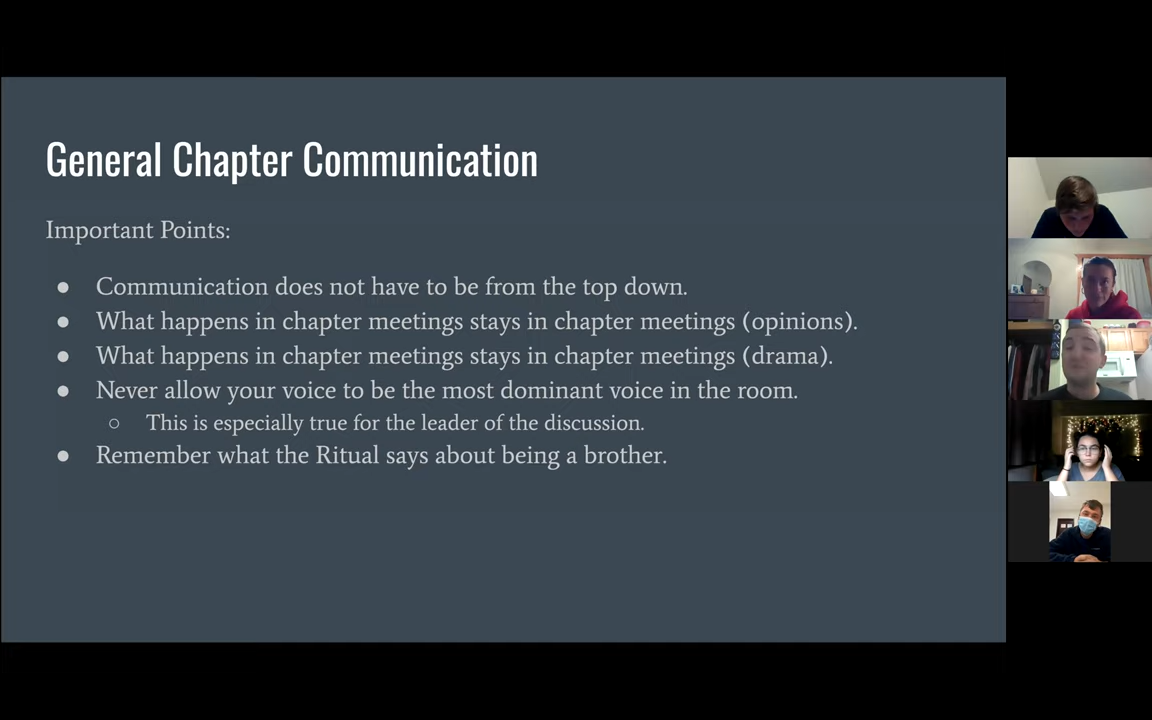 General Chapter Communication
Important Points:
● Communication does not have to be from the top down.
● What happens in chapter meetings stays in chapter meetings (opinions).
● What happens in chapter meetings stays in chapter meetings (drama).
● Never allow your voice to be the most dominant voice in the room.
○ This is especially true for the leader of the discussion.
● Remember what the Ritual says about being a brother.